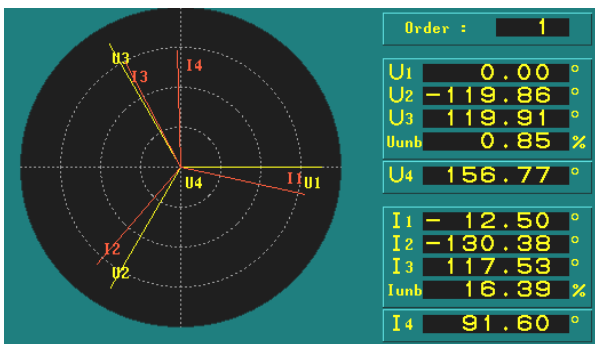 Order : 1
U1 0.00 °
U2 -119.86 °
U3 119.91 °
Uunb 0.85 %
U4 156.77 °
I1 - 12.50 °
I2 -130.38 °
I3 117.53 °
Iunb 16.39 %
I4 91.60 °
U3
I4
I3
I1
U1
U4
I2
U2